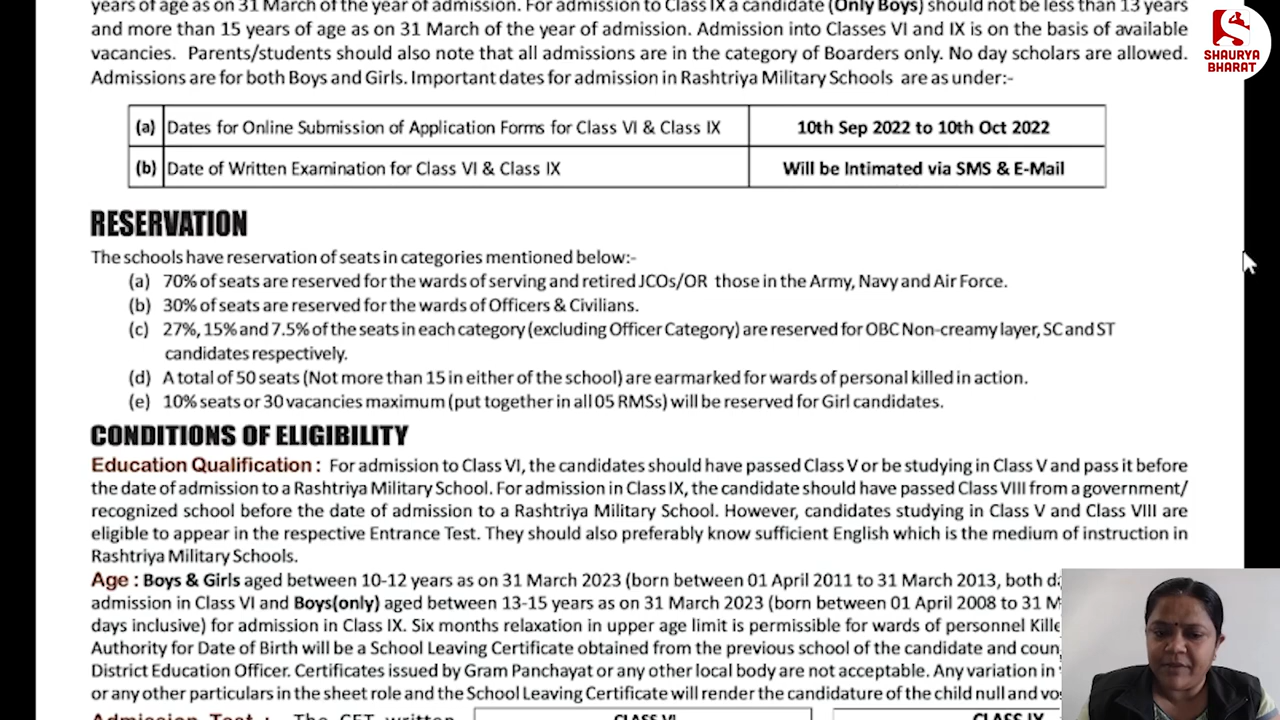 years of age as on 31 March of the year of admission. For admission to Class IX a candidate (Only Boys) should not be less than 13 years
and more than 15 years of age as on 31 March of the year of admission. Admission into Classes VI and IX is on the basis of available
vacancies. Parents/students should also note that all admissions are in the category of Boarders only. No day scholars are allowed.
Admissions are for both Boys and Girls. Important dates for admission in Rashtriya Military Schools are as under:-
SHAURYA
BHARAT
(a) Dates for Online Submission of Application Forms for Class VI & Class IX 10th Sep 2022 to 10th Oct 2022
(b) Date of Written Examination for Class VI & Class IX Will be Intimated via SMS & E-Mail
RESERVATION
The schools have reservation of seats in categories mentioned below:-
(a) 70% of seats are reserved for the wards of serving and retired JCOs/OR those in the Army, Navy and Air Force.
(b) 30% of seats are reserved for the wards of Officers & Civilians.
(c) 27%, 15% and 7.5% of the seats in each category (excluding Officer Category) are reserved for OBC Non-creamy layer, SC and ST
candidates respectively.
(d) A total of 50 seats (Not more than 15 in either of the school) are earmarked for wards of personal killed in action.
(e) 10% seats or 30 vacancies maximum (put together in all 05 RMSs) will be reserved for Girl candidates.
CONDITIONS OF ELIGIBILITY
Education Qualification : For admission to Class VI, the candidates should have passed Class V or be studying in Class V and pass it before
the date of admission to a Rashtriya Military School. For admission in Class IX, the candidate should have passed Class VIII from a government/
recognized school before the date of admission to a Rashtriya Military School. However, candidates studying in Class V and Class VIII are
eligible to appear in the respective Entrance Test. They should also preferably know sufficient English which is the medium of instruction in
Rashtriya Military Schools.
Age : Boys & Girls aged between 10-12 years as on 31 March 2023 (born between 01 April 2011 to 31 March 2013, both
admission in Class VI and Boys(only) aged between 13-15 years as on 31 March 2023 (born between 01 April 2008 to 31
days inclusive) for admission in Class IX. Six months relaxation in upper age limit is permissible for wards of personnel
Authority for Date of Birth will be a School Leaving Certificate obtained from the previous school of the candidate and
District Education Officer. Certificates issued by Gram Panchayat or any other local body are not acceptable. Any variation in
or any other particulars in the sheet role and the School Leaving Certificate will render the candidature of the child null and
Admission Test : The CET written CLASS VI CLASS IX